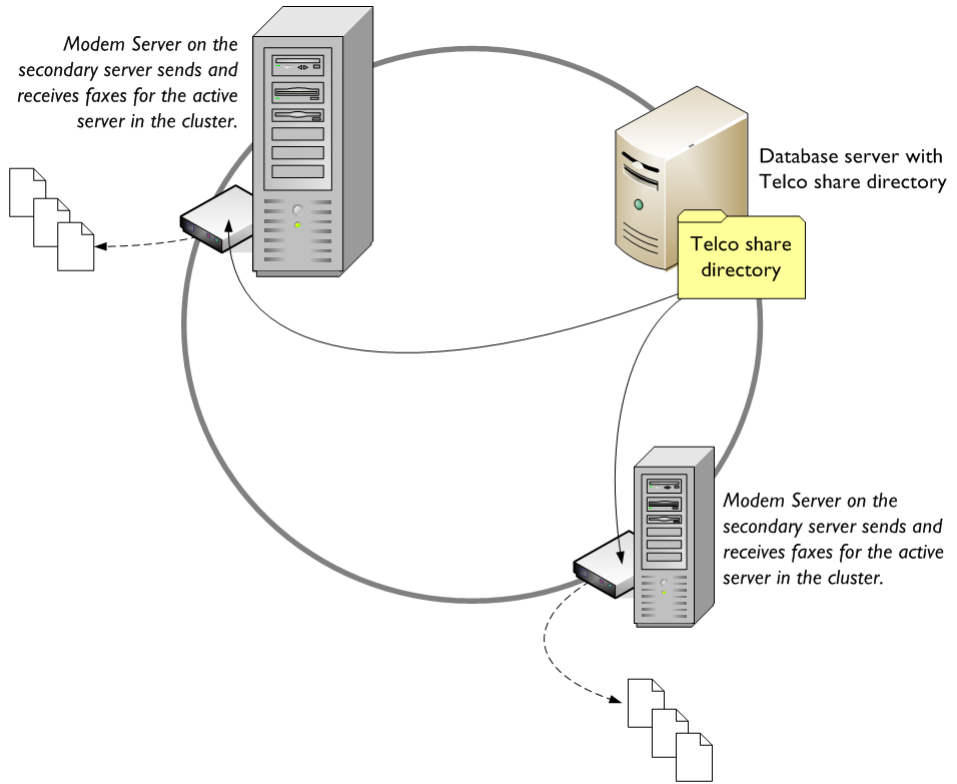 Modem Server on the
secondary server sends and
receives faxes for the active
server in the cluster.
Database server with
Telco share directory
Telco share
directory
Modem Server on the
secondary server sends and
receives faxes for the active
server in the cluster.